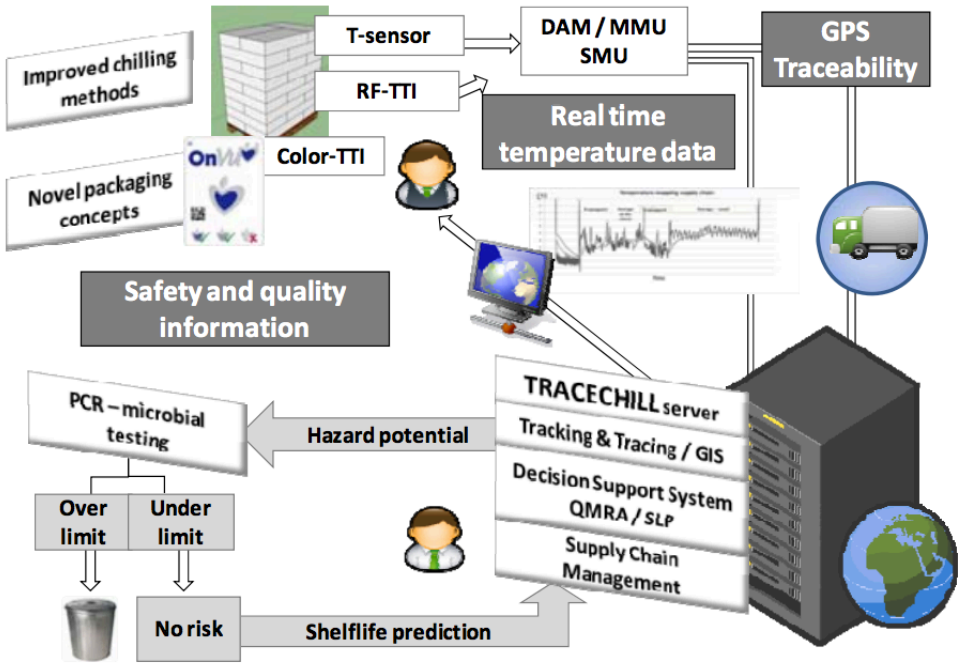 Improved chilling
methods
T-sensor
RF-TTI
DAM / MMU
SMU
GPS
Traceability
Real time
temperature data
OnVu
Color-TTI
Novel packaging
concepts
Safety and quality
information
TRACECHILL server
Tracking & Tracing / GIS
Decision Support System
QMRA / SLP
Supply Chain
Management
PCR – microbial
testing
Hazard potential
Over
limit
Under
limit
No risk
Shelflife prediction